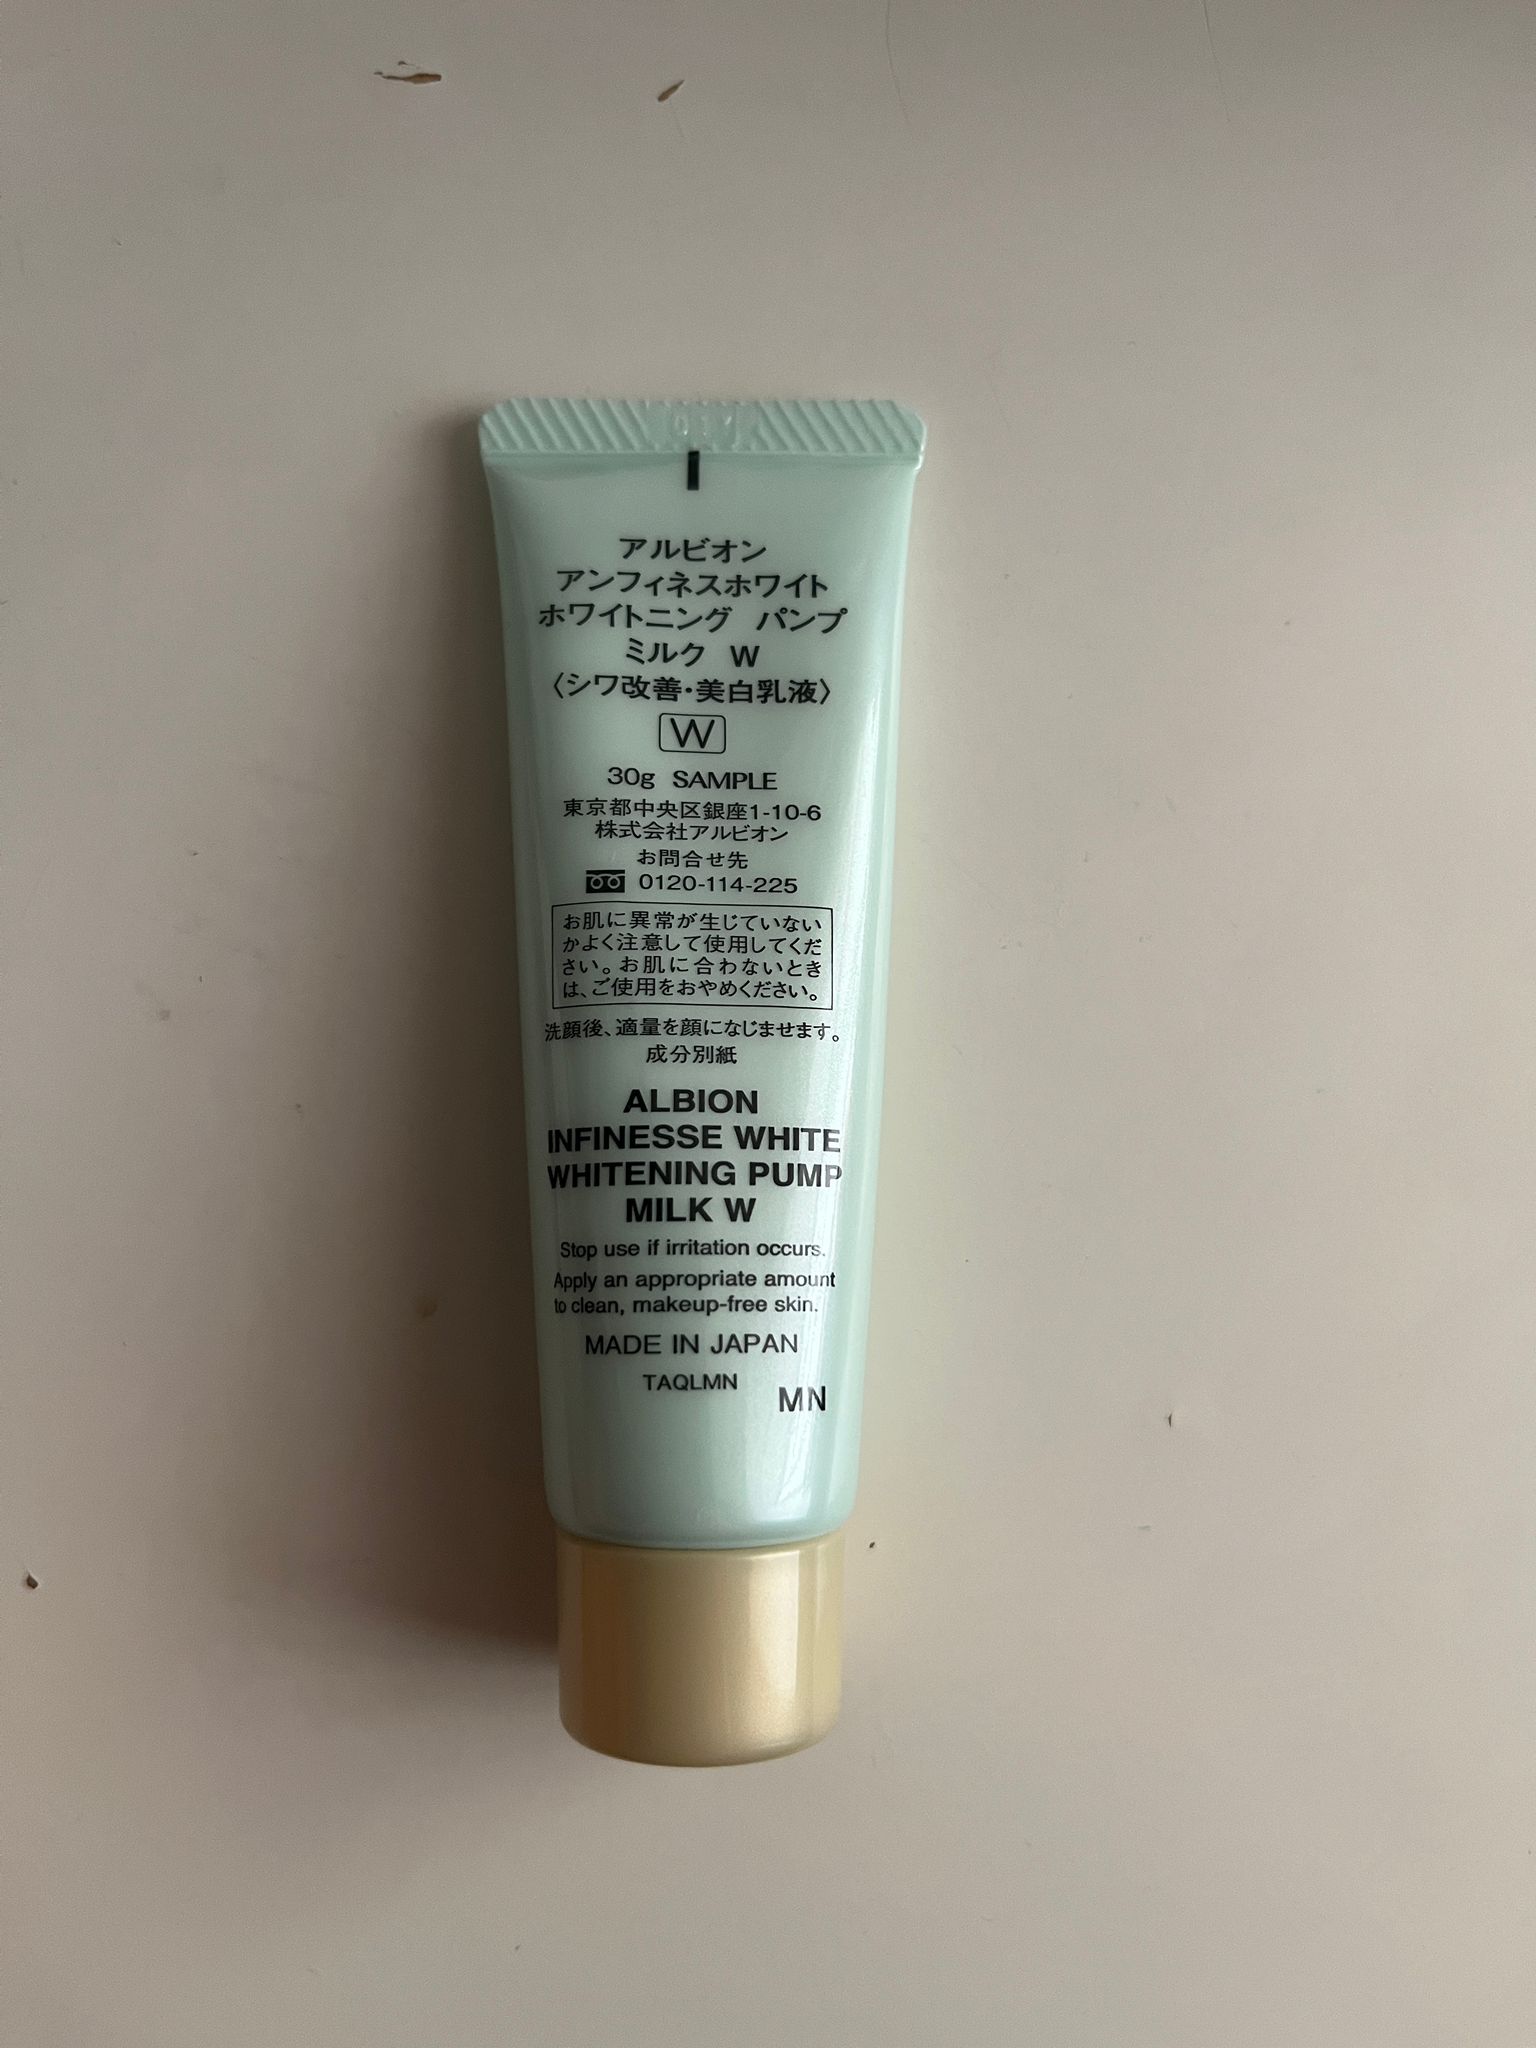 アルビオン
アンフィネスホワイト
ホワイトニング パンプ
ミルク W
〈シワ改善・美白乳液〉
W
30g SAMPLE
東京都中央区銀座1-10-6
株式会社アルビオン
お問合せ先
0120-114-225
お肌に異常が生じていない
かよく注意して使用してくだ
さい。お肌に合わないとき
は、ご使用をおやめください。
洗顔後、適量を顔になじませます。
成分別紙
ALBION
INFINESSE WHITE
WHITENING PUMP
MILK W
Stop use if irritation occurs.
Apply an appropriate amount
to clean, makeup-free skin.
MADE IN JAPAN
TAQLMN
MN